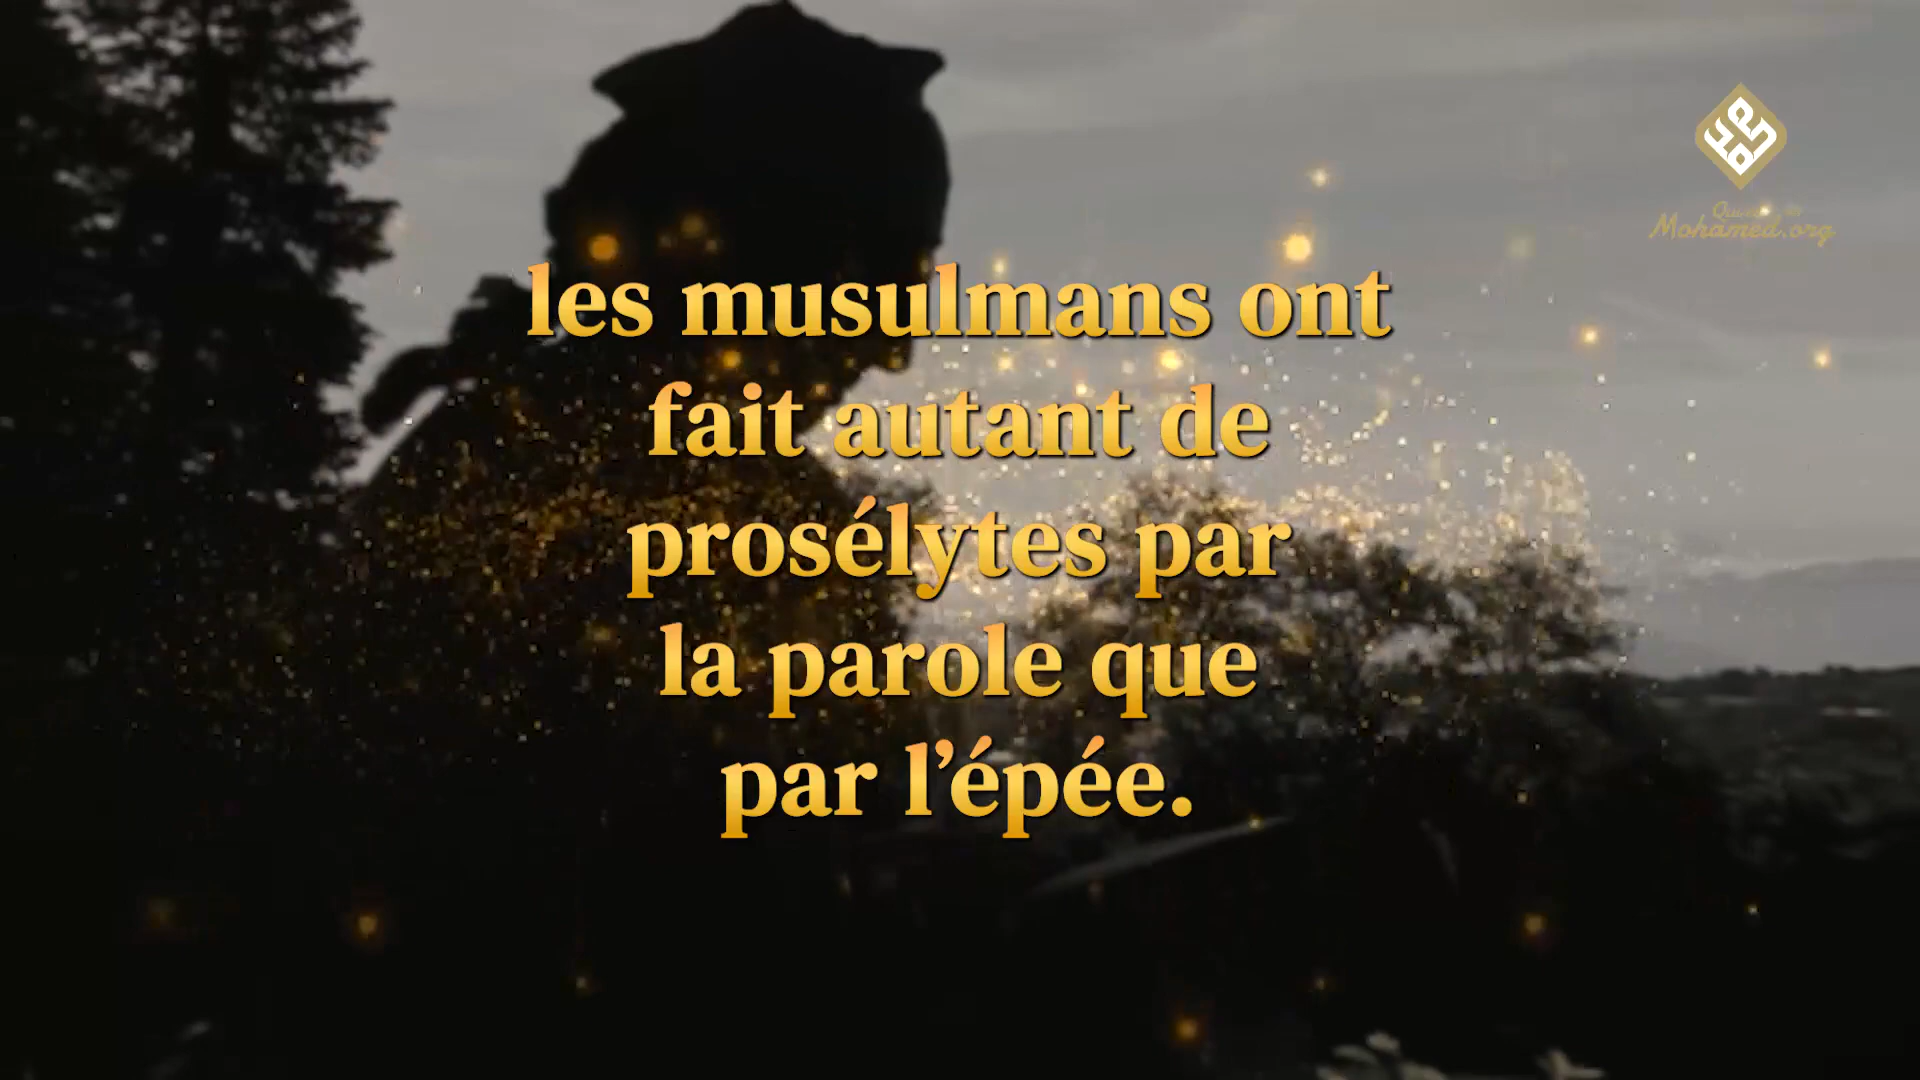 Mohamed.org
les musulmans ont
fait autant de
prosélytes par
la parole que
par l’épée.